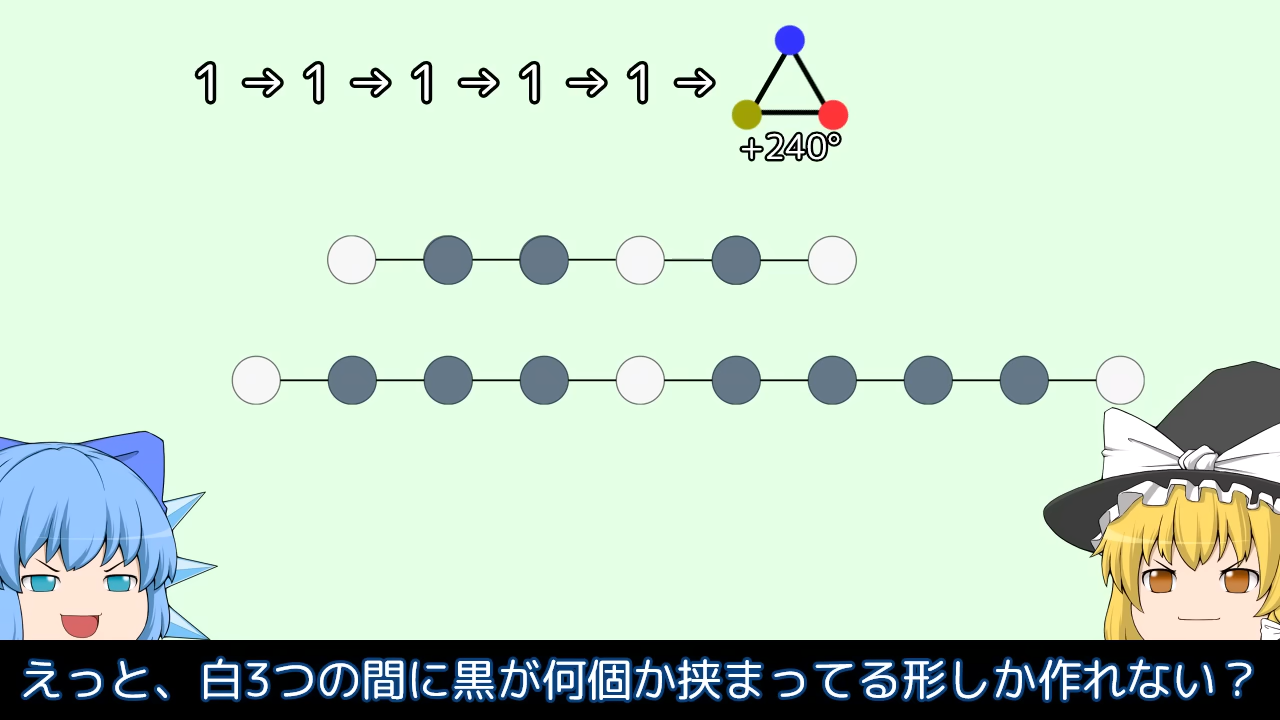 1 → 1 → 1 → 1 → 1 →
+240°
えっと、白3つの間に黒が何個か挟まってる形しか作れない？